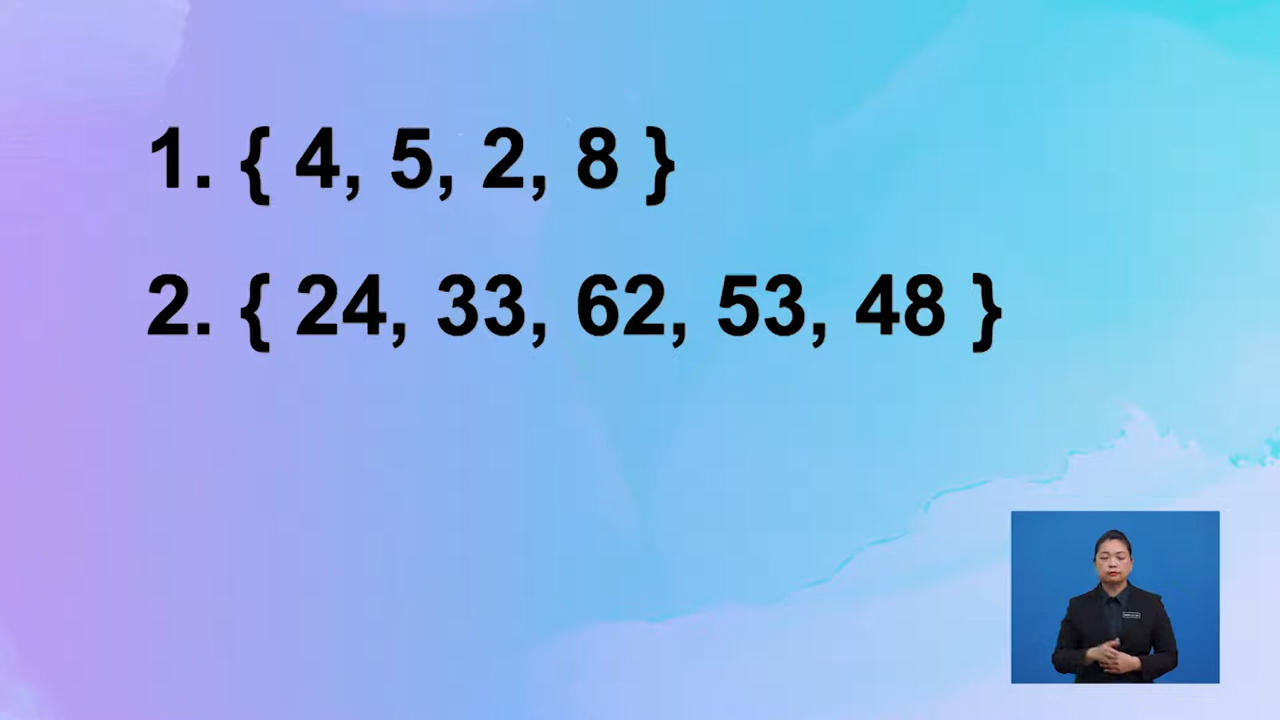 1. { 4, 5, 2, 8 }
2. { 24, 33, 62, 53, 48 }